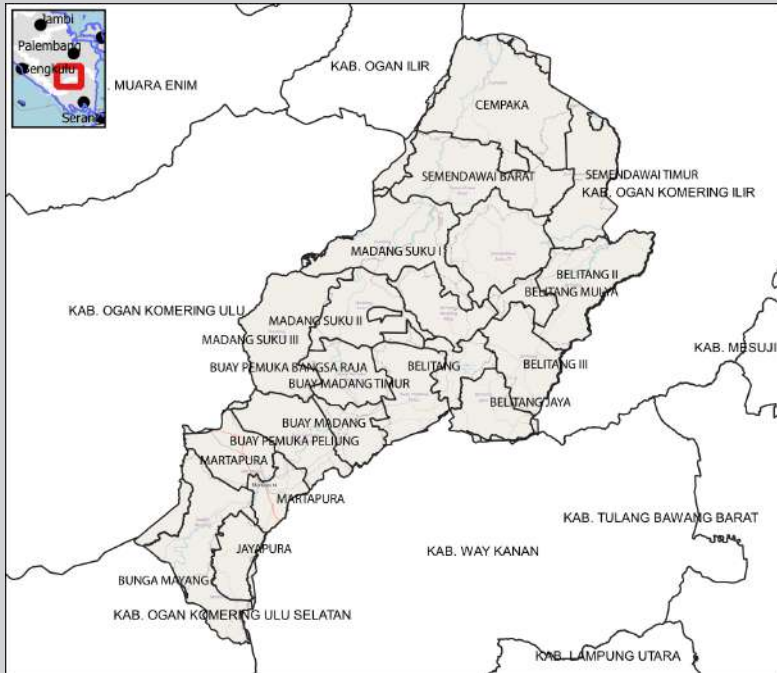 Jambi
Palembang
Bengkulu
Serang
. MUARA ENIM
KAB. OGAN ILIR
CEMPAKA
SEMENDAWAI BARAT
SEMENDAWAI TIMUR
KAB. OGAN KOMERING ILIR
MADANG SUKU I
BELITANG II
BELITANG MULYA
KAB. OGAN KOMERING ULU
MADANG SUKU II
MADANG SUKU III
KAB. MESUJI
BUAY PEMUKA BANGSA RAJA
BELITANG
BELITANG III
BUAY MADANG TIMUR
BELITANG JAYA
BUAY MADANG
BUAY PEMUKA PELIUNG
MARTAPURA
MARTAPURA
KAB. TULANG BAWANG BARAT
JAYAPURA
KAB. WAY KANAN
BUNGA MAYANG
KAB. OGAN KOMERING ULU SELATAN
KAB. LAMPUNG UTARA